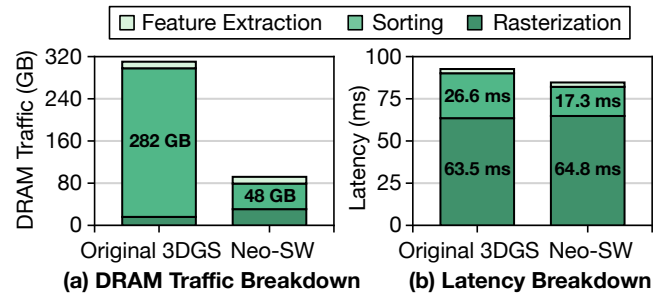 Feature Extraction Sorting Rasterization
DRAM Traffic (GB)
320
240
160
80
0
282 GB
48 GB
Original 3DGS Neo-SW
(a) DRAM Traffic Breakdown
Latency (ms)
100
75
50
25
0
26.6 ms
17.3 ms
63.5 ms
64.8 ms
Original 3DGS Neo-SW
(b) Latency Breakdown